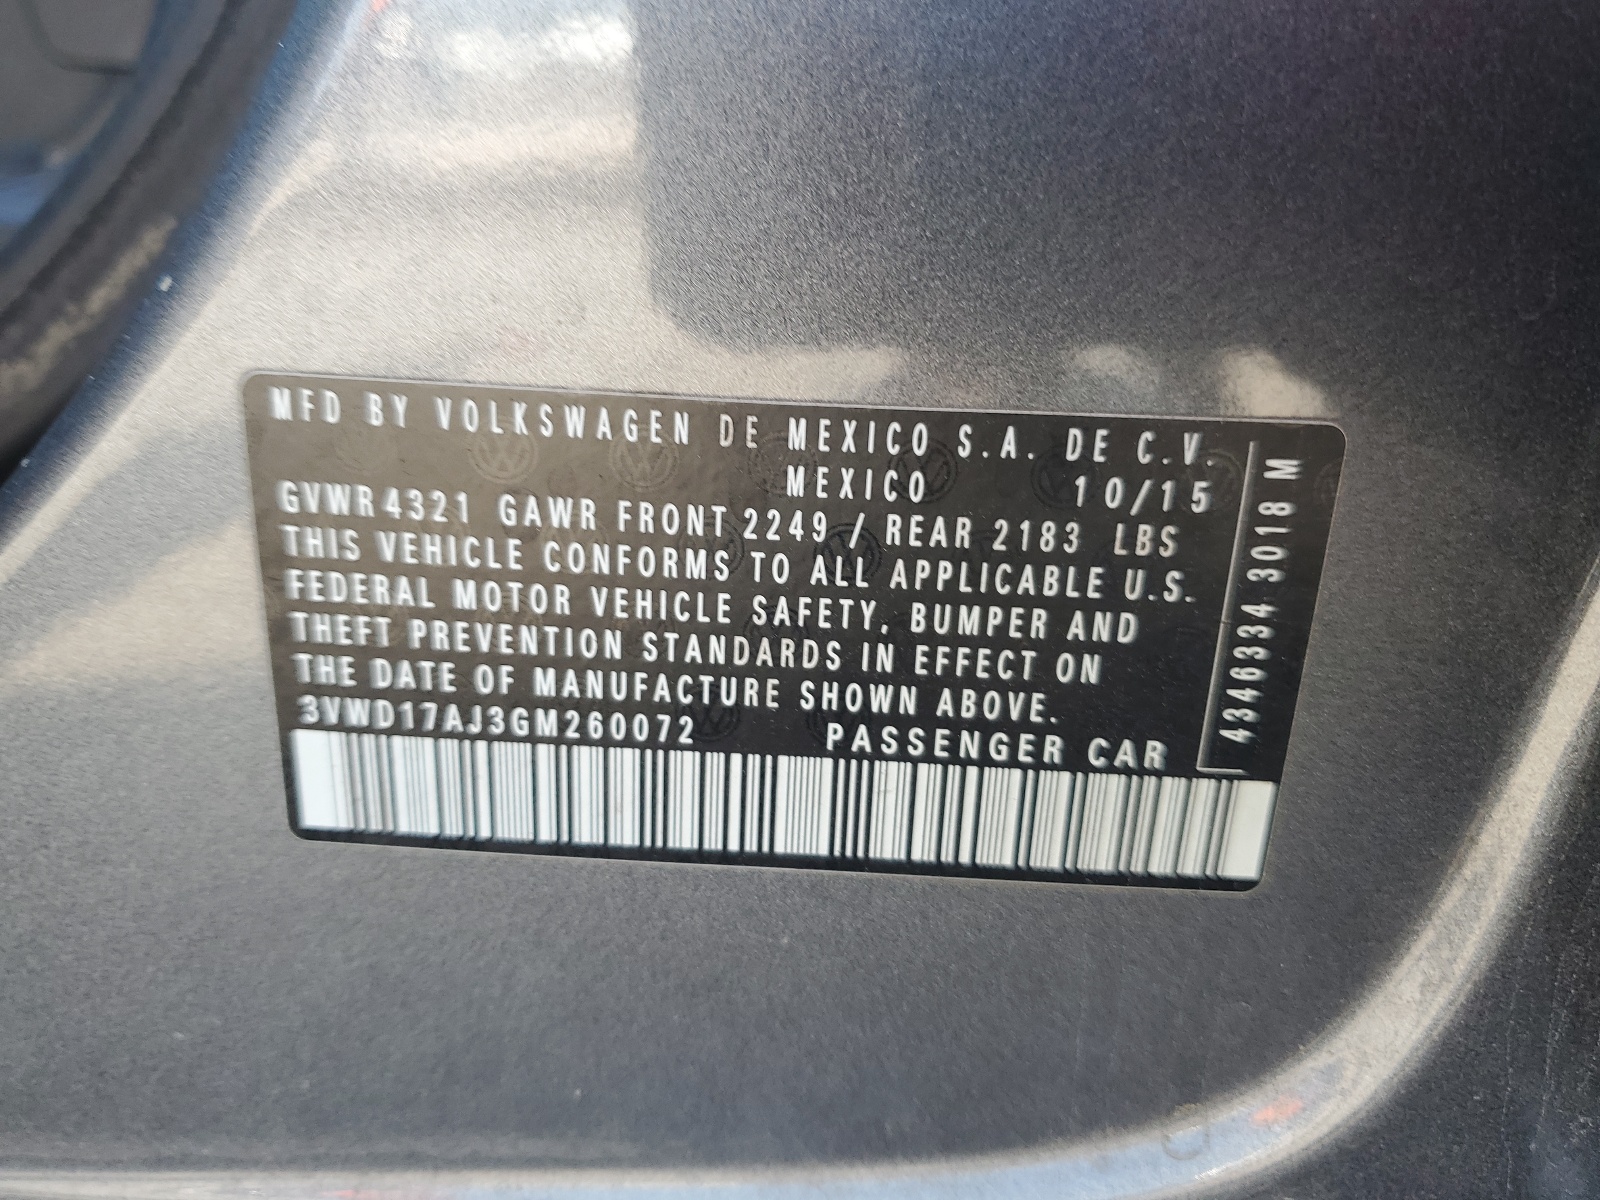 MFD BY VOLKSWAGEN DE MEXICO S.A. DE C.V.
MEXICO 10/15
GVWR 4321 GAWR FRONT 2249 / REAR 2183 LBS
THIS VEHICLE CONFORMS TO ALL APPLICABLE U.S.
FEDERAL MOTOR VEHICLE SAFETY, BUMPER AND
THEFT PREVENTION STANDARDS IN EFFECT ON
THE DATE OF MANUFACTURE SHOWN ABOVE.
3VWD17AJ3GM260072 PASSENGER CAR
43463334 3018 M